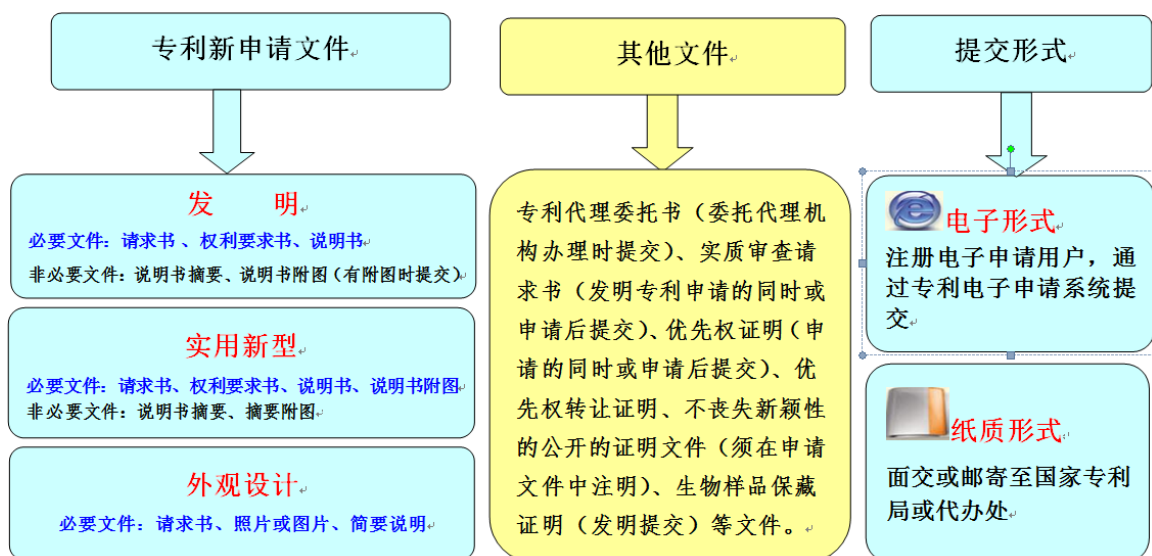 专利新申请文件
发 明
必要文件：请求书 、权利要求书、说明书
非必要文件：说明书摘要、说明书附图（有附图时提交）
实用新型
必要文件：请求书、权利要求书、说明书、说明书附图
非必要文件：说明书摘要、摘要附图
外观设计
必要文件：请求书、照片或图片、简要说明
其他文件
专利代理委托书（委托代理机
构办理时提交）、实质审查请
求书（发明专利申请的同时或
申请后提交）、优先权证明（申
请的同时或申请后提交）、优
先权转让证明、不丧失新颖性
的公开的证明文件（须在申请
文件中注明）、生物样品保藏
证明（发明提交）等文件。
提交形式
电子形式
注册电子申请用户，通
过专利电子申请系统提
交
纸质形式
面交或邮寄至国家专利
局或代办处